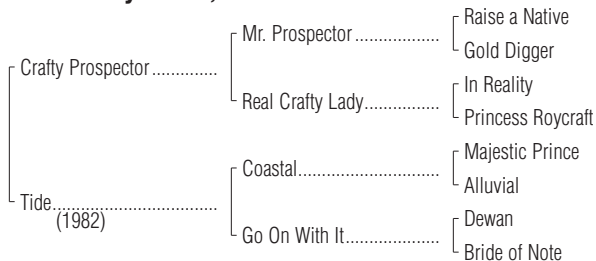 Raise a Native
Mr. Prospector..................
Gold Digger
Crafty Prospector..............
In Reality
Real Crafty Lady................
Princess Roycraft
Majestic Prince
Coastal..............................
Alluvial
Tide...................................
(1982)
Dewan
Go On With It....................
Bride of Note